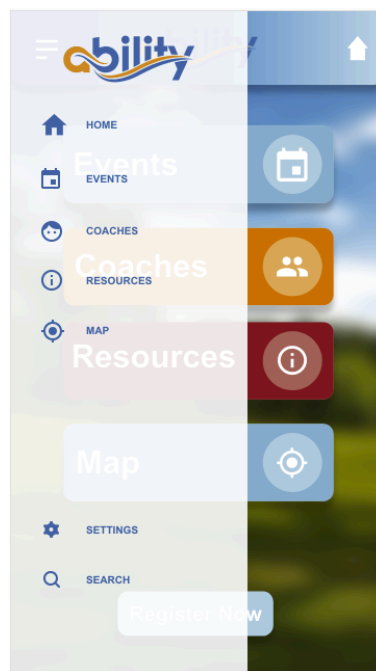 ability
HOME
Events
EVENTS
COACHES
Coaches
RESOURCES
MAP
Resources
Map
SETTINGS
SEARCH
Register Now